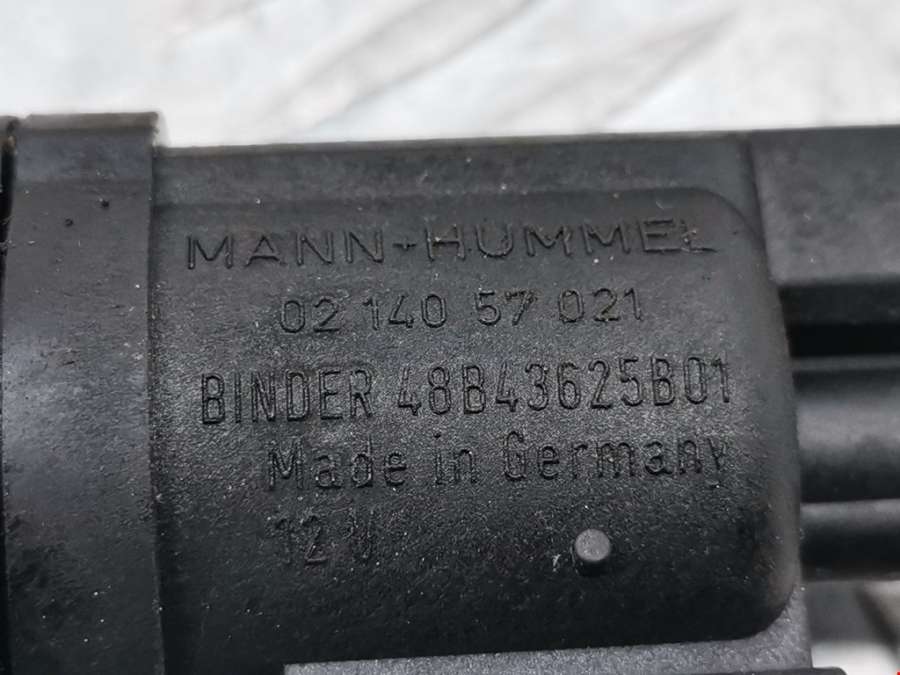 MANN+HUMMEL
02 140 57 021
BINDER 48B43625B01
Made in Germany
12 V